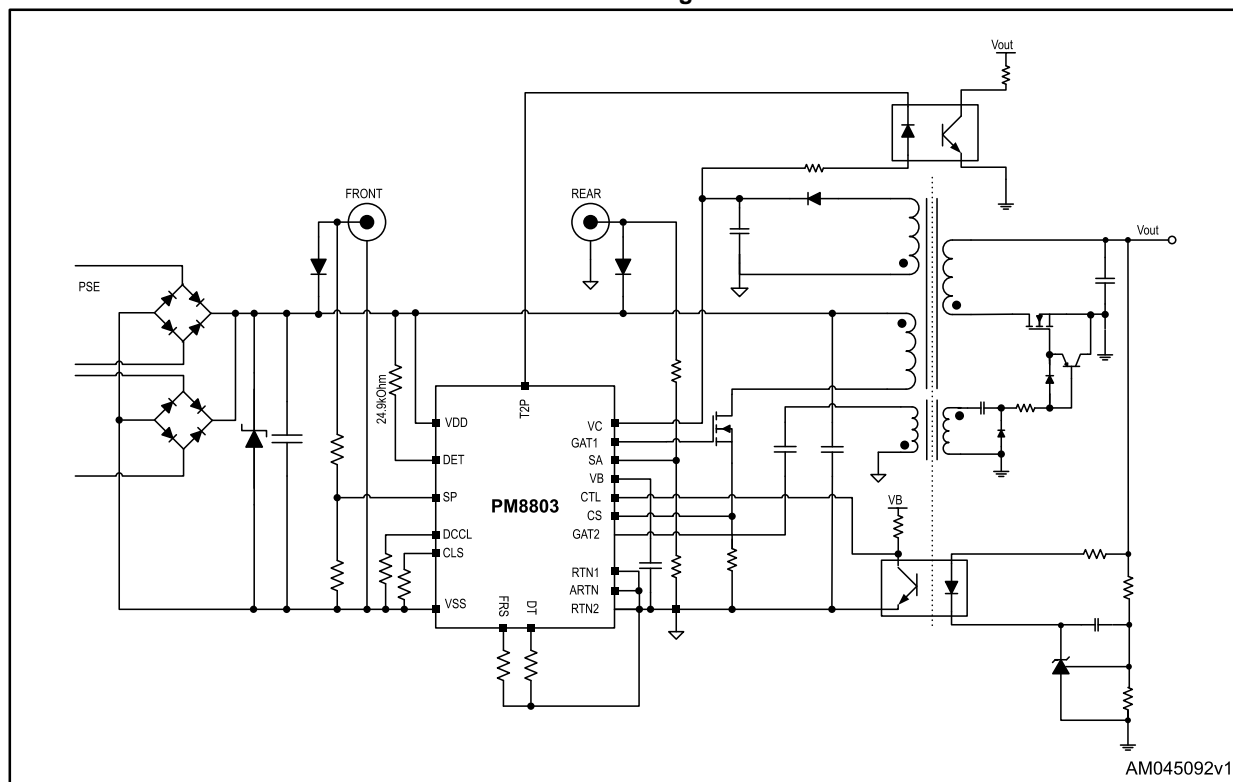 Vout
FRONT
REAR
Vout
PSE
24.9kOhm
T2P
VDD
DET
SP
DCCL
CLS
VSS
PM8803
VC
GAT1
SA
VB
CTL
CS
GAT2
RTN1
ARTN
RTN2
FRS
DT
VB
AM045092v1